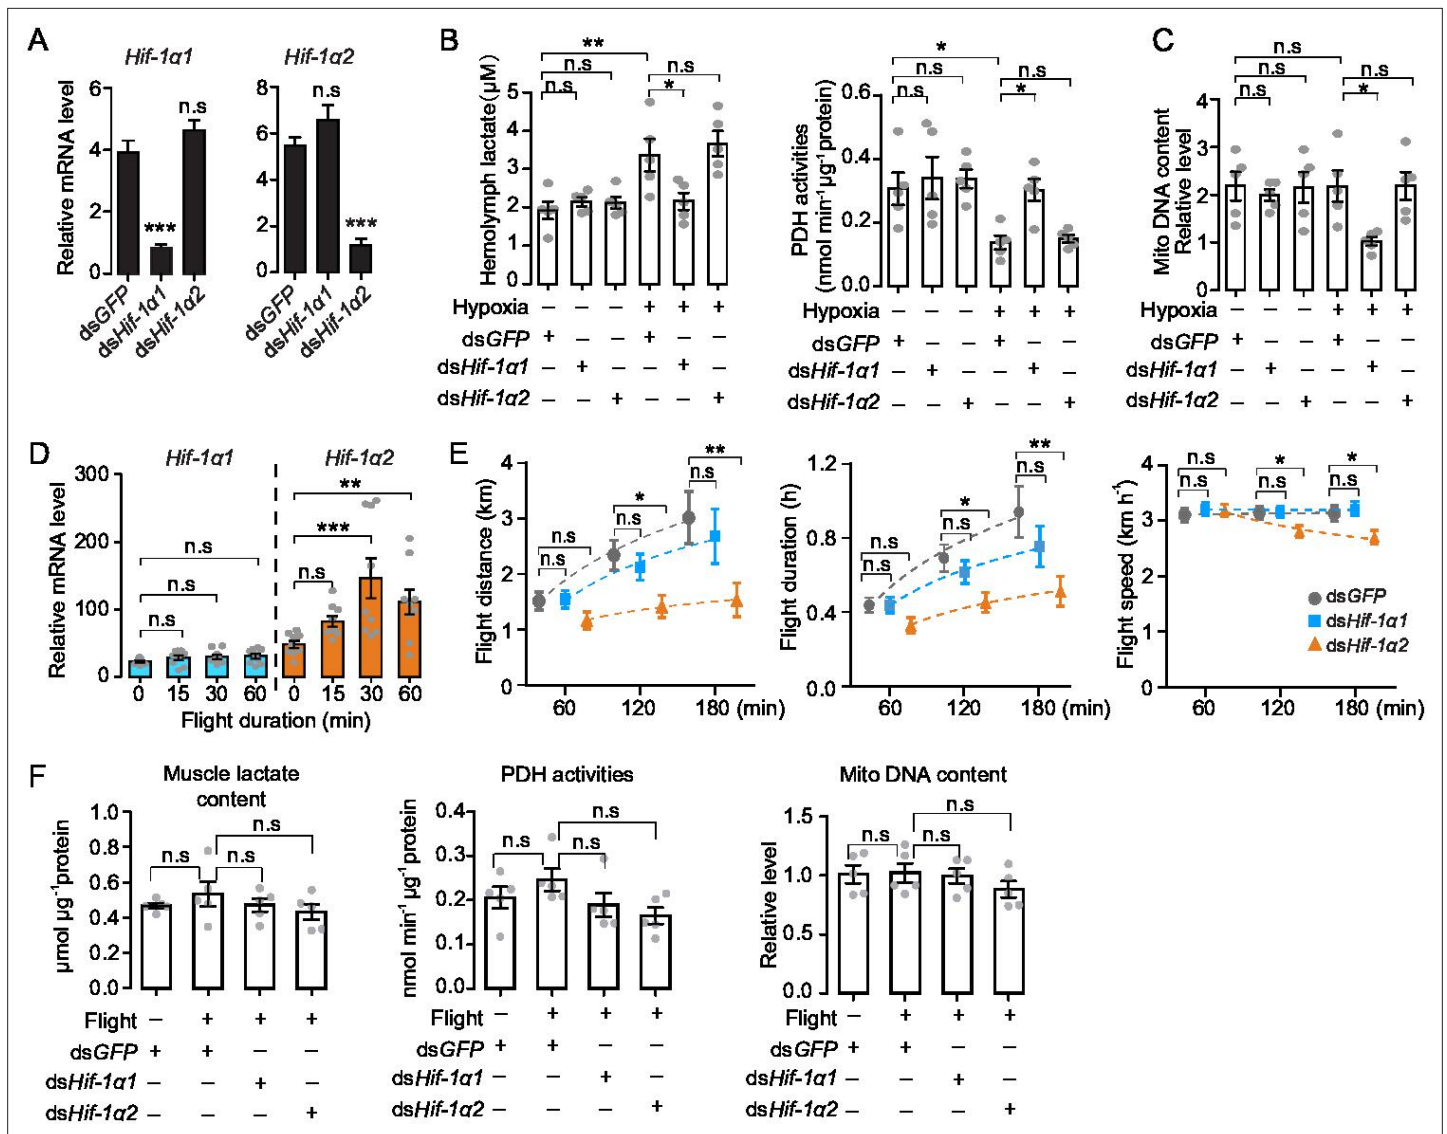 A
Hif-1α1
Hif-1α2
Relative mRNA level
6
4
2
0
***
n.s
dsGFP
dsHif-1α1
dsHif-1α2
8
6
4
2
0
n.s
***
dsGFP
dsHif-1α1
dsHif-1α2
B
**
n.s
n.s
n.s
*
Hemolymph lactate (μM)
5
4
3
2
1
0
Hypoxia – – – + + +
dsGFP + – – + – –
dsHif-1α1 – + – – + –
dsHif-1α2 – – + – – +
*
n.s
n.s
n.s
*
PDH activities
(nmol min⁻¹ μg⁻¹ protein)
0.6
0.4
0.2
0.0
Hypoxia – – – + + +
dsGFP + – – + – –
dsHif-1α1 – + – – + –
dsHif-1α2 – – + – – +
C
n.s
n.s
n.s
n.s
*
Mito DNA content
Relative level
4
3
2
1
0
Hypoxia – – – + + +
dsGFP + – – + – –
dsHif-1α1 – + – – + –
dsHif-1α2 – – + – – +
D
Hif-1α1
Hif-1α2
Relative mRNA level
300
200
100
0
n.s
n.s
n.s
**
***
n.s
0 15 30 60 0 15 30 60
Flight duration (min)
E
Flight distance (km)
4
3
2
1
0
n.s
n.s
*
n.s
**
n.s
60 120 180 (min)
Flight duration (h)
1.2
0.8
0.4
0.0
n.s
n.s
*
n.s
**
n.s
60 120 180 (min)
Flight speed (km h⁻¹)
4
3
2
1
0
n.s
n.s
*
n.s
*
n.s
dsGFP
dsHif-1α1
dsHif-1α2
60 120 180 (min)
F
Muscle lactate
content
μmol μg⁻¹ protein
1.0
0.8
0.6
0.4
0.2
0.0
n.s
n.s
n.s
Flight – + + +
dsGFP + + – –
dsHif-1α1 – – + –
dsHif-1α2 – – – +
PDH activities
nmol min⁻¹ μg⁻¹ protein
0.4
0.3
0.2
0.1
0.0
n.s
n.s
n.s
Flight – + + +
dsGFP + + – –
dsHif-1α1 – – + –
dsHif-1α2 – – – +
Mito DNA content
Relative level
1.5
1.0
0.5
0.0
n.s
n.s
n.s
Flight – + + +
dsGFP + + – –
dsHif-1α1 – – + –
dsHif-1α2 – – – +